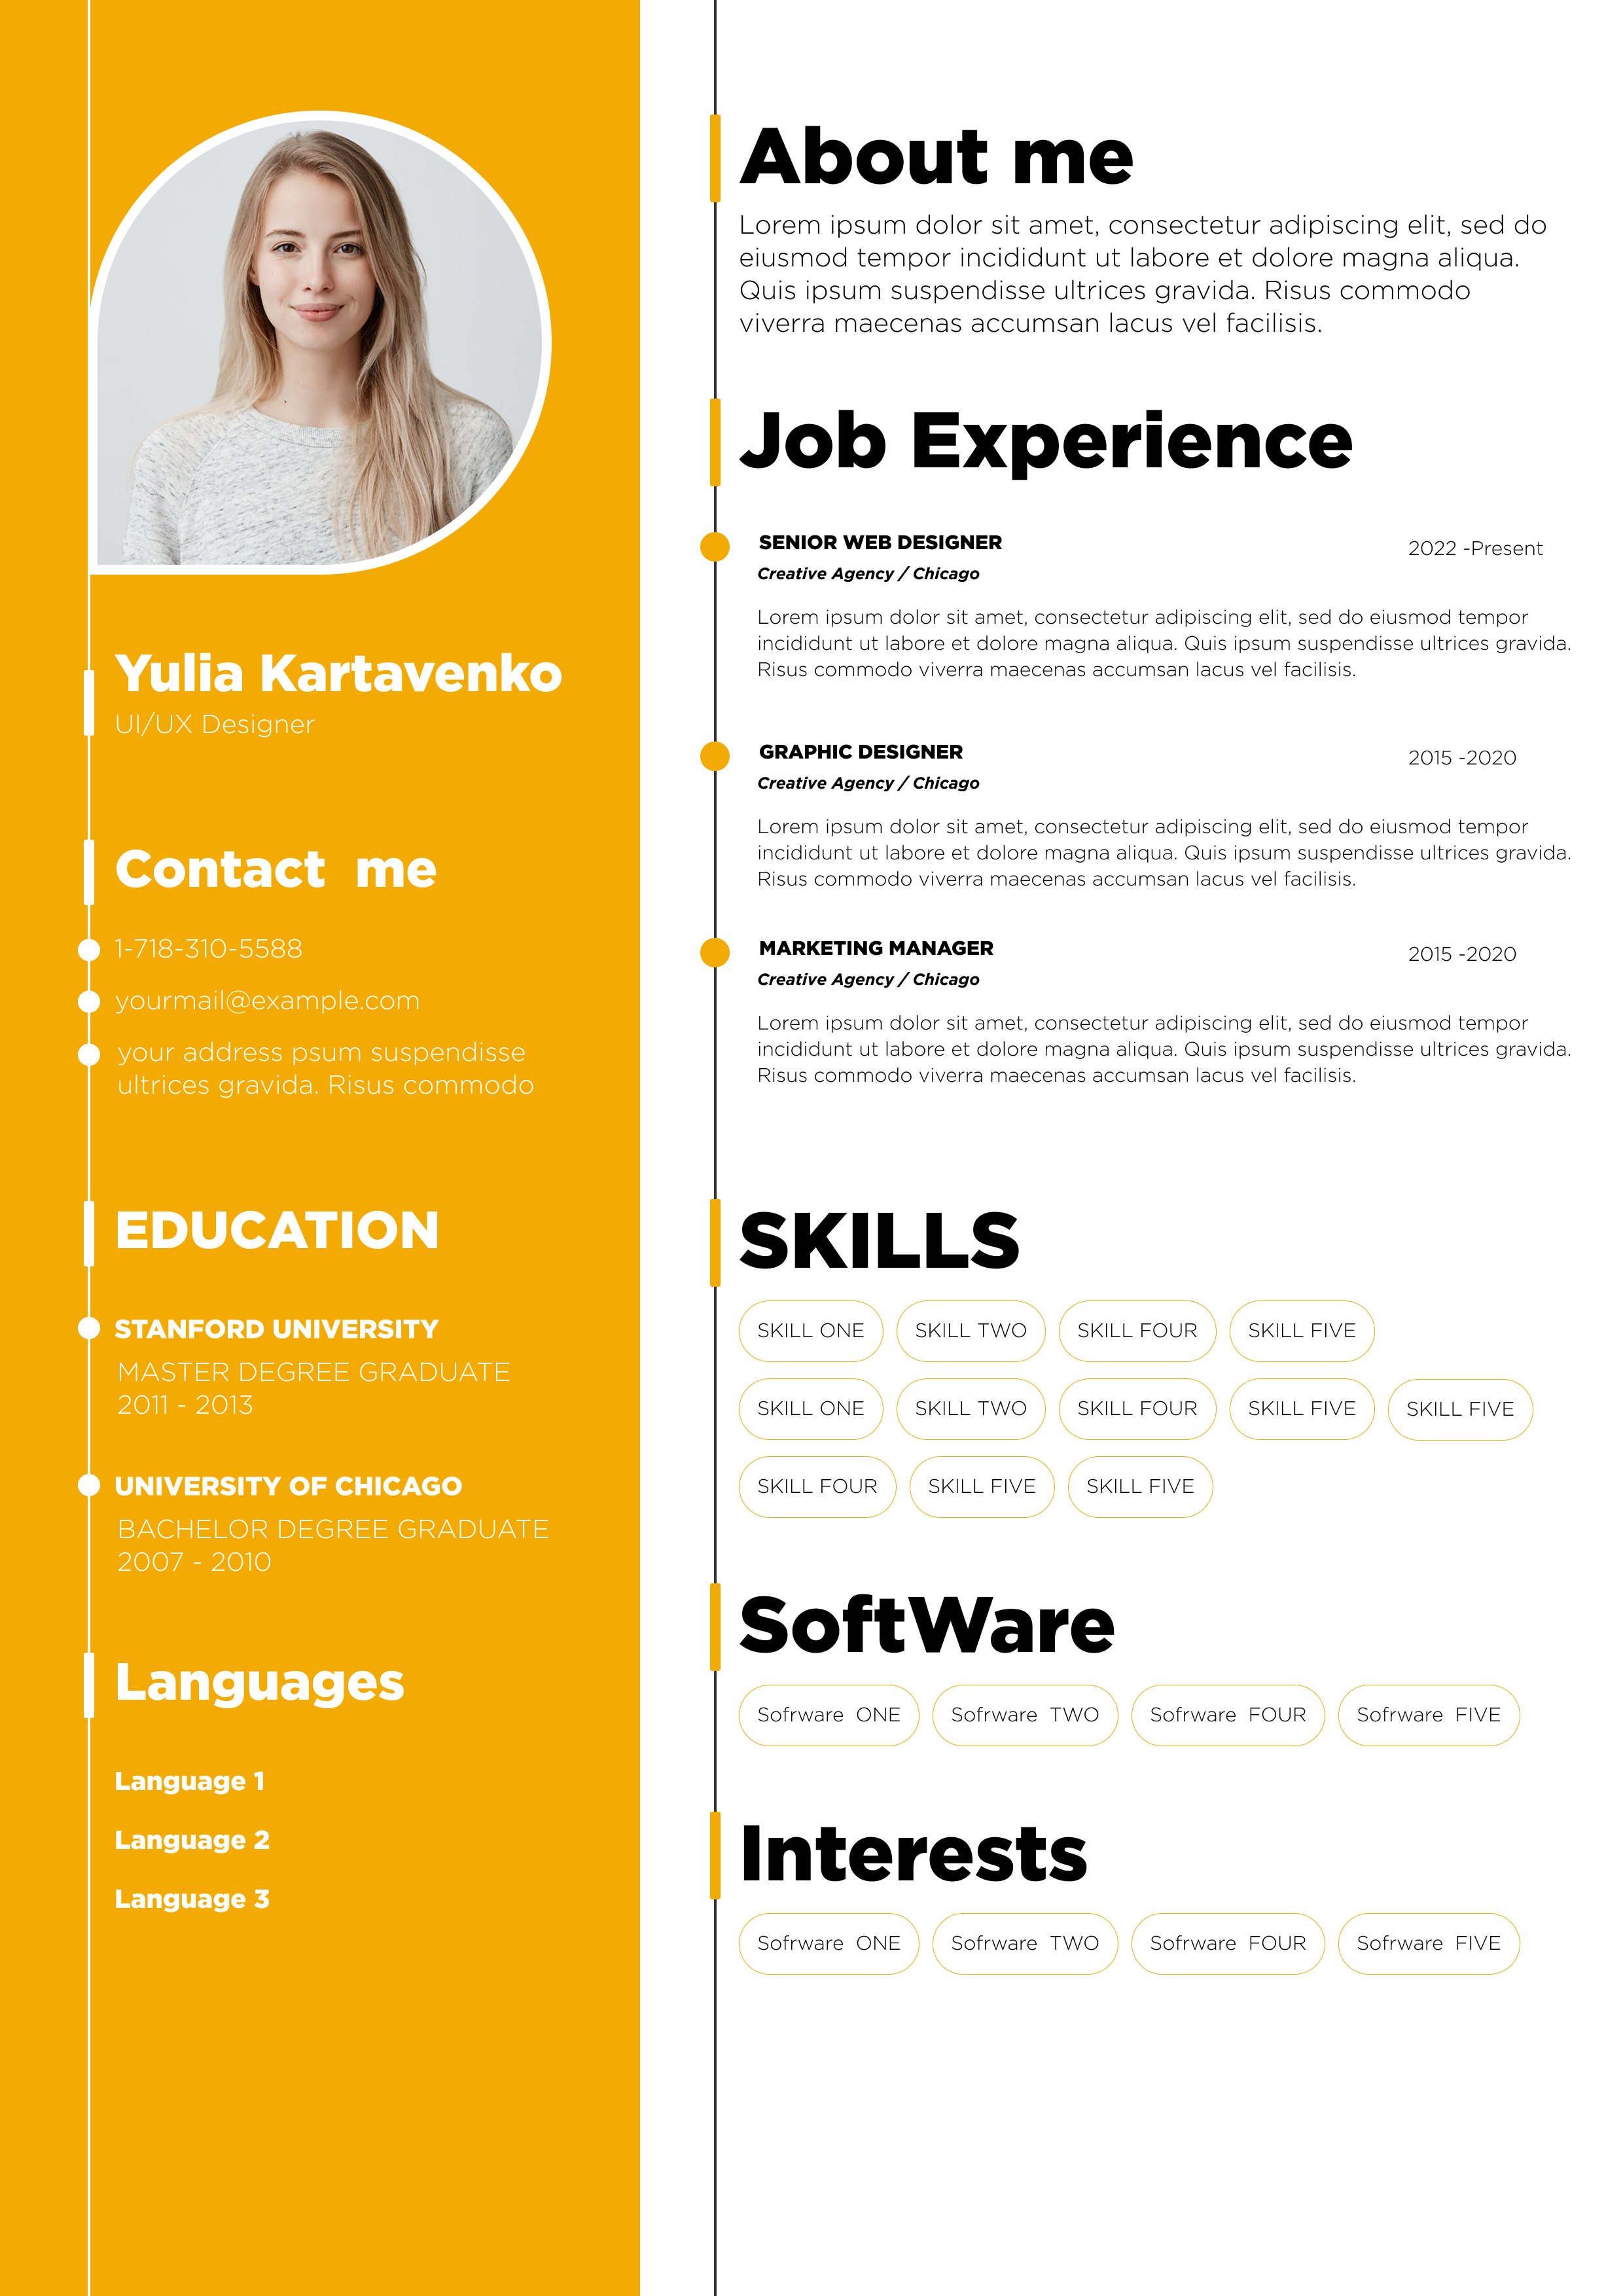 Yulia Kartavenko
UI/UX Designer
Contact  me
1-718-310-5588
yourmail@example.com
your address psum suspendisse
ultrices gravida. Risus commodo
EDUCATION
STANFORD UNIVERSITY
MASTER DEGREE GRADUATE
2011 - 2013
UNIVERSITY OF CHICAGO
BACHELOR DEGREE GRADUATE
2007 - 2010
Languages
Language 1
Language 2
Language 3
About me
Lorem ipsum dolor sit amet, consectetur adipiscing elit, sed do
eiusmod tempor incididunt ut labore et dolore magna aliqua.
Quis ipsum suspendisse ultrices gravida. Risus commodo
viverra maecenas accumsan lacus vel facilisis.
Job Experience
SENIOR WEB DESIGNER 2022 -Present
Creative Agency / Chicago
Lorem ipsum dolor sit amet, consectetur adipiscing elit, sed do eiusmod tempor
incididunt ut labore et dolore magna aliqua. Quis ipsum suspendisse ultrices gravida.
Risus commodo viverra maecenas accumsan lacus vel facilisis.
GRAPHIC DESIGNER 2015 -2020
Creative Agency / Chicago
Lorem ipsum dolor sit amet, consectetur adipiscing elit, sed do eiusmod tempor
incididunt ut labore et dolore magna aliqua. Quis ipsum suspendisse ultrices gravida.
Risus commodo viverra maecenas accumsan lacus vel facilisis.
MARKETING MANAGER 2015 -2020
Creative Agency / Chicago
Lorem ipsum dolor sit amet, consectetur adipiscing elit, sed do eiusmod tempor
incididunt ut labore et dolore magna aliqua. Quis ipsum suspendisse ultrices gravida.
Risus commodo viverra maecenas accumsan lacus vel facilisis.
SKILLS
SKILL ONE SKILL TWO SKILL FOUR SKILL FIVE
SKILL ONE SKILL TWO SKILL FOUR SKILL FIVE SKILL FIVE
SKILL FOUR SKILL FIVE SKILL FIVE
SoftWare
Sofrware  ONE Sofrware  TWO Sofrware  FOUR Sofrware  FIVE
Interests
Sofrware  ONE Sofrware  TWO Sofrware  FOUR Sofrware  FIVE